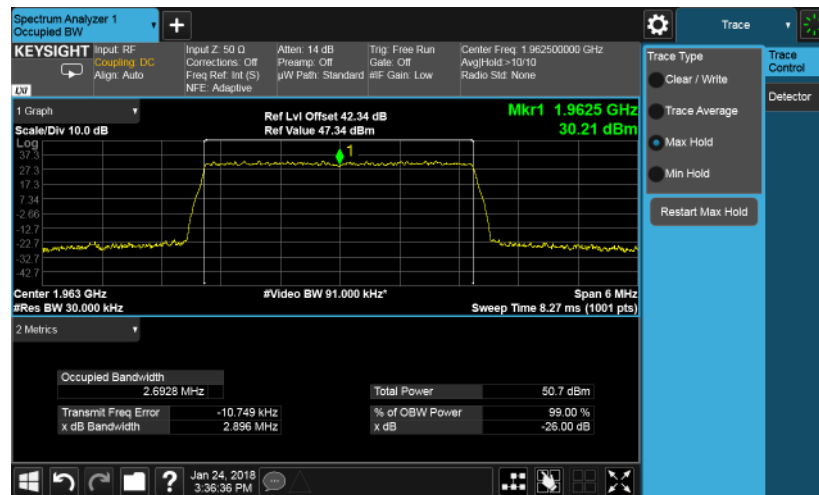 Spectrum Analyzer 1
Occupied BW
+
Trace
KEYSIGHT
Input: RF
Coupling: DC
Align: Auto
Input Z: 50 Ω
Corrections: Off
Freq Ref: Int (S)
NFE: Adaptive
Atten: 14 dB
Preamp: Off
µW Path: Standard
Trig: Free Run
Gate: Off
#IF Gain: Low
Center Freq: 1.962500000 GHz
Avg|Hold:>10/10
Radio Std: None
LXI
Trace Type
Clear / Write
Trace Average
Max Hold
Min Hold
Restart Max Hold
Trace
Control
Detector
1 Graph
Scale/Div 10.0 dB
Ref Lvl Offset 42.34 dB
Ref Value 47.34 dBm
Mkr1 1.9625 GHz
30.21 dBm
Log
37.3
27.3
17.3
7.34
-2.66
-12.7
-22.7
-32.7
-42.7
1
Center 1.963 GHz
#Video BW 91.000 kHz*
Span 6 MHz
#Res BW 30.000 kHz
Sweep Time 8.27 ms (1001 pts)
2 Metrics
Occupied Bandwidth
2.6928 MHz
Total Power 50.7 dBm
Transmit Freq Error -10.749 kHz
% of OBW Power 99.00 %
x dB Bandwidth 2.896 MHz
x dB -26.00 dB
?
Jan 24, 2018
3:36:36 PM